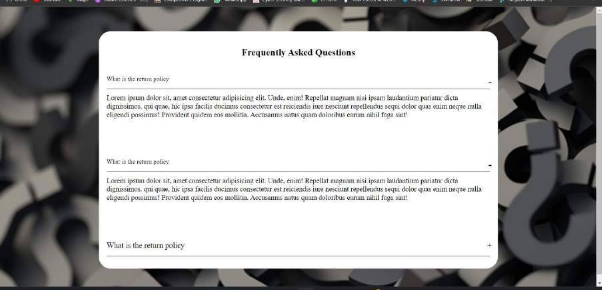 Frequently Asked Questions
What is the return policy
-
Lorem ipsum dolor sit, amet consectetur adipisicing elit. Unde, enim! Repellat magnam nisi ipsam laudantium pariatur dicta
dignissimos, qui quae, hic ipsa facilis ducimus consectetur est reiciendis iure nesciunt repellendus sequi dolor quas enim neque nulla
eligendi possimus! Provident quidem eos mollitia. Accusamus natus quam doloribus earum nihil fuga sint!
What is the return policy
-
Lorem ipsum dolor sit, amet consectetur adipisicing elit. Unde, enim! Repellat magnam nisi ipsam laudantium pariatur dicta
dignissimos, qui quae, hic ipsa facilis ducimus consectetur est reiciendis iure nesciunt repellendus sequi dolor quas enim neque nulla
eligendi possimus! Provident quidem eos mollitia. Accusamus natus quam doloribus earum nihil fuga sint!
What is the return policy
+